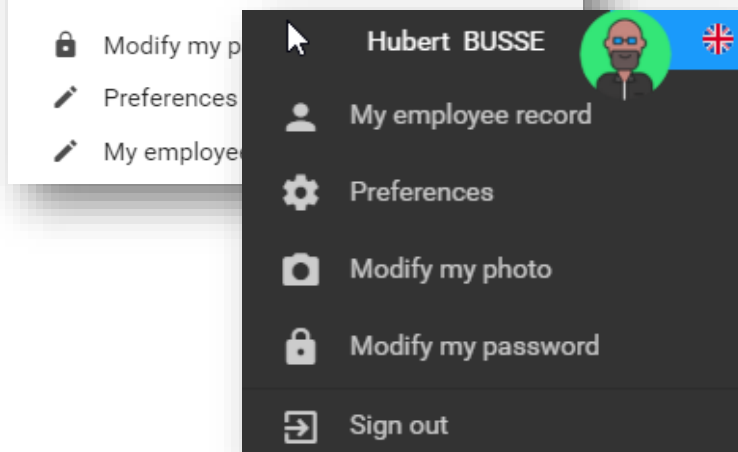 Modify my p
Preferences
My employe
Hubert BUSSE
My employee record
Preferences
Modify my photo
Modify my password
Sign out